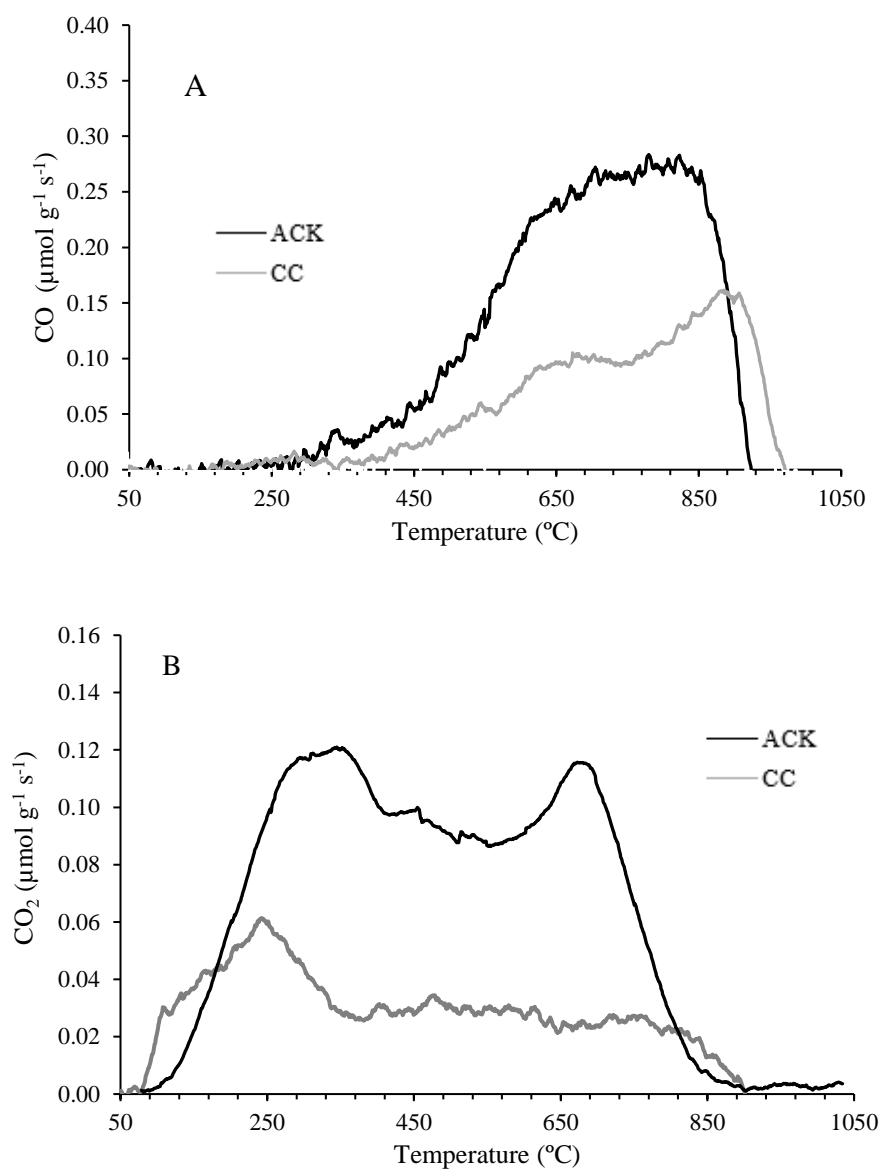 A
0.40
0.35
0.30
0.25
0.20
0.15
0.10
0.05
0.00
CO (µmol g⁻¹ s⁻¹)
ACK
CC
50 250 450 650 850 1050
Temperature (ºC)
B
0.16
0.14
0.12
0.10
0.08
0.06
0.04
0.02
0.00
CO₂ (µmol g⁻¹ s⁻¹)
ACK
CC
50 250 450 650 850 1050
Temperature (ºC)